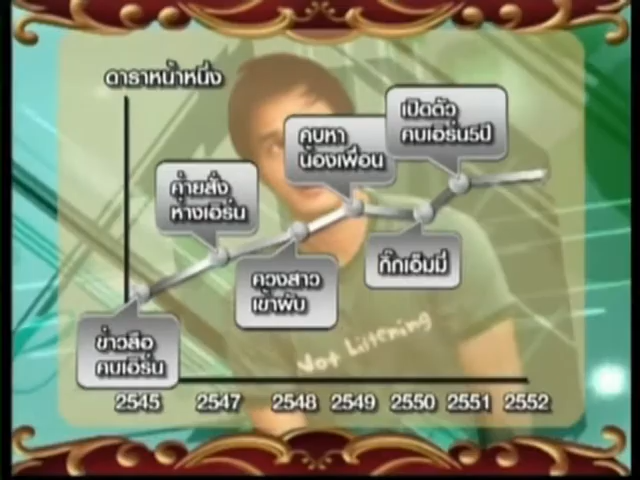 ดาราหน้าหนึ่ง
เปิดตัว
คบเอิร์น5ปี
คบหา
น้องเพื่อน
ค่ายสั่ง
ห่างเอิร์น
กิ๊กเอ็มมี่
ควงสาว
เข้าผับ
ข่าวลือ
คบเอิร์น
Not Listening
2545 2547 2548 2549 2550 2551 2552